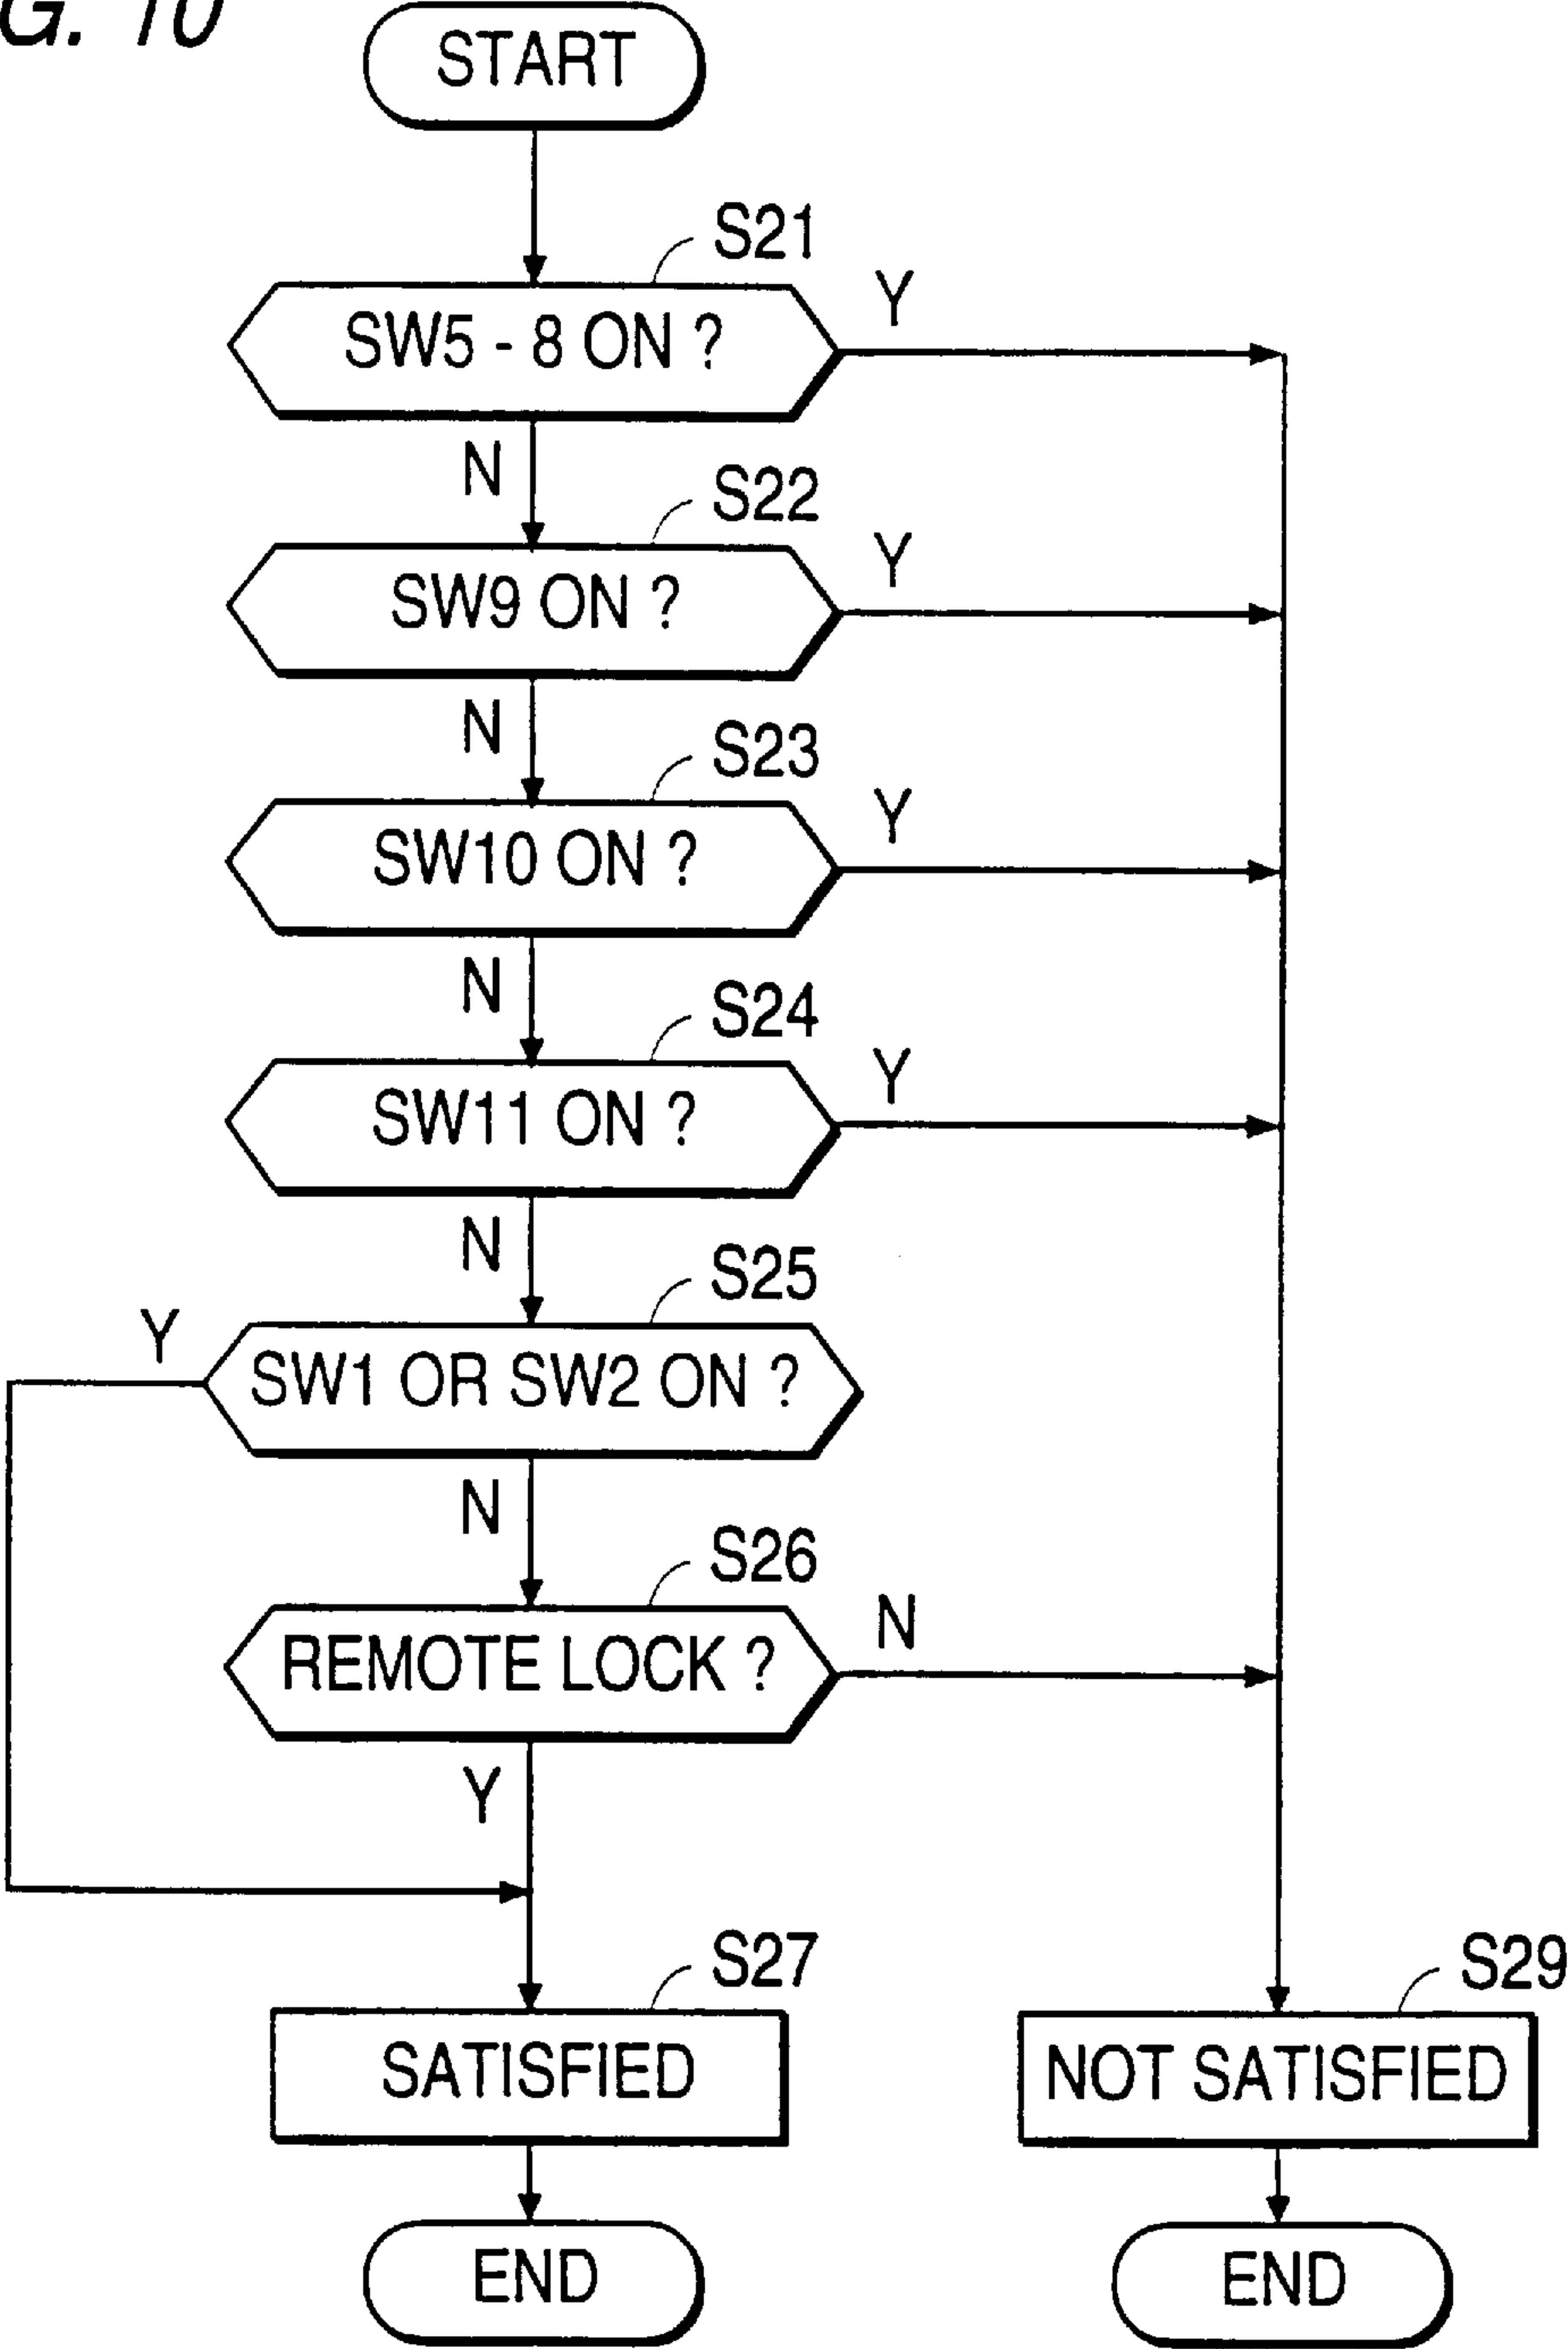 G. 10
START
S21
SW5 - 8 ON ?
Y
N
S22
SW9 ON ?
Y
N
S23
SW10 ON ?
Y
N
S24
SW11 ON ?
Y
N
S25
Y
SW1 OR SW2 ON ?
N
S26
REMOTE LOCK ?
N
Y
S27
SATISFIED
S29
NOT SATISFIED
END
END